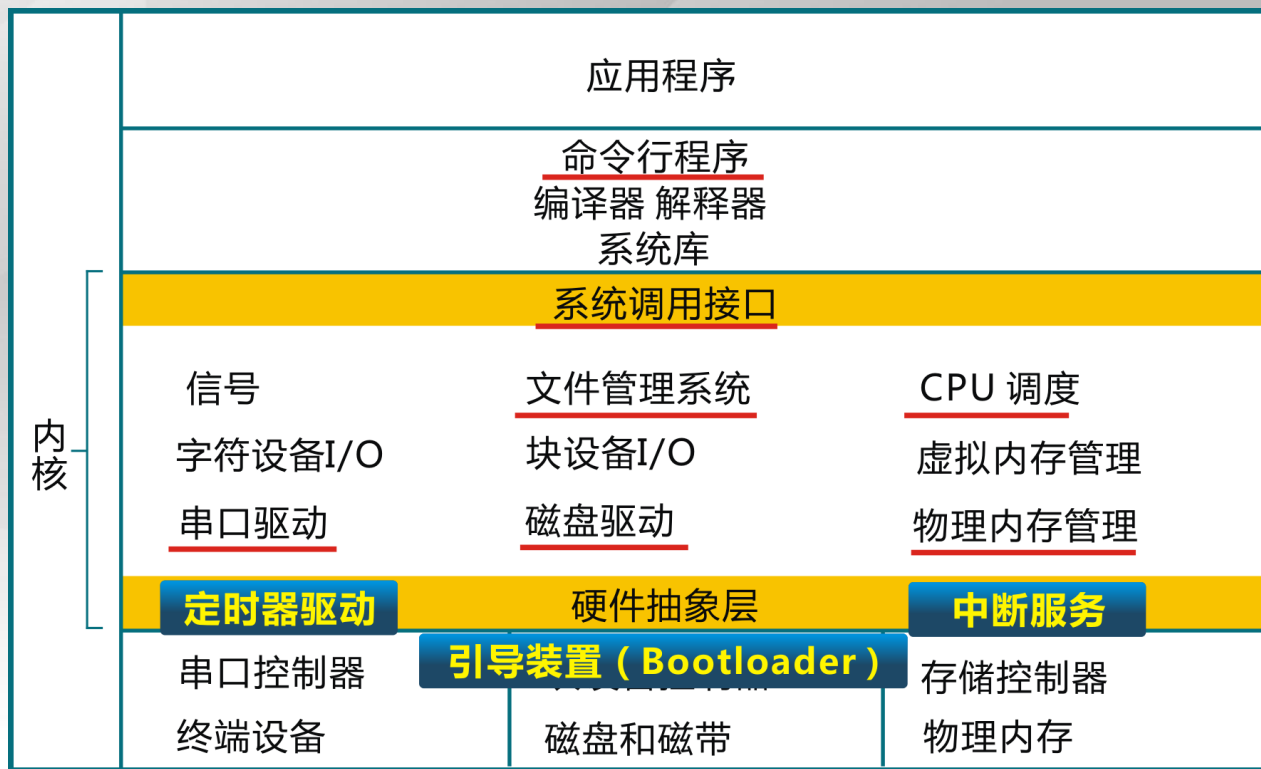 应用程序
命令行程序
编译器 解释器
系统库
系统调用接口
内核
信号 文件管理系统 CPU 调度
字符设备I/O 块设备I/O 虚拟内存管理
串口驱动 磁盘驱动 物理内存管理
定时器驱动 硬件抽象层 中断服务
引导装置（Bootloader）
串口控制器 存储控制器
终端设备 磁盘和磁带 物理内存